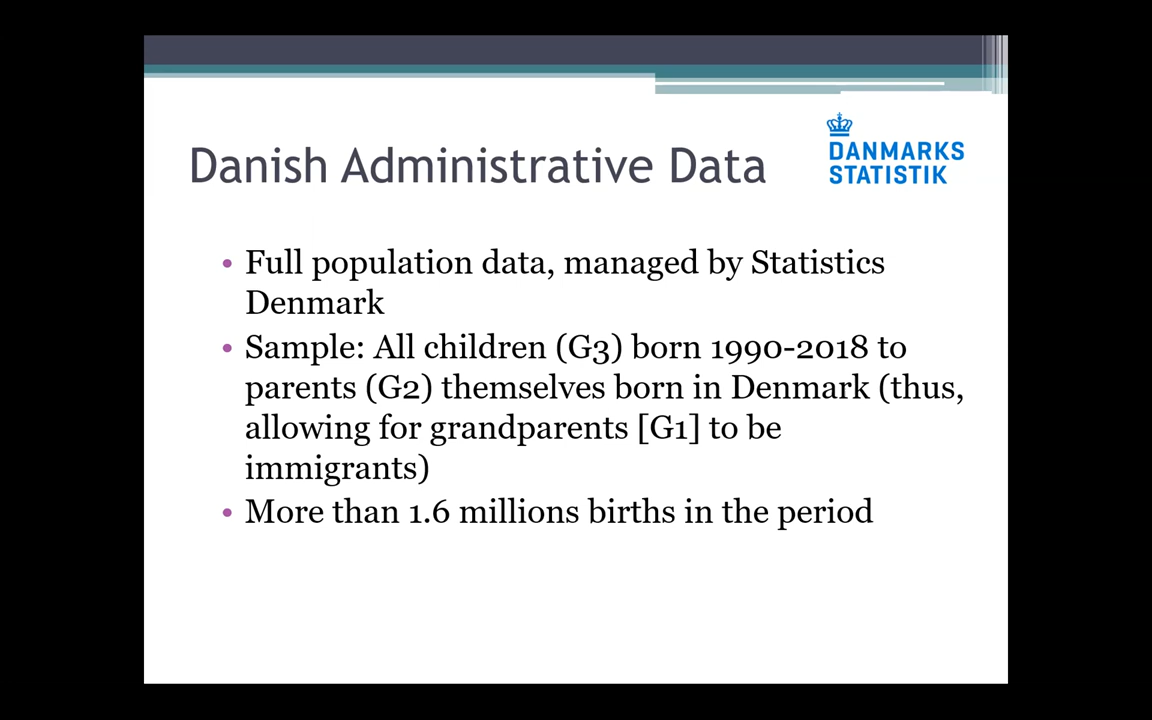 Danish Administrative Data
DANMARKS
STATISTIK
• Full population data, managed by Statistics
Denmark
• Sample: All children (G3) born 1990-2018 to
parents (G2) themselves born in Denmark (thus,
allowing for grandparents [G1] to be
immigrants)
• More than 1.6 millions births in the period